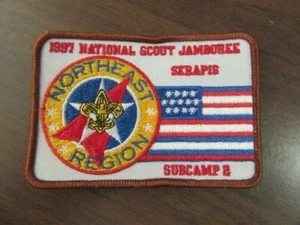 1997 NATIONAL SCOUT JAMBOREE
SERAPIS
NORTHEAST
REGION
SUBCAMP 2